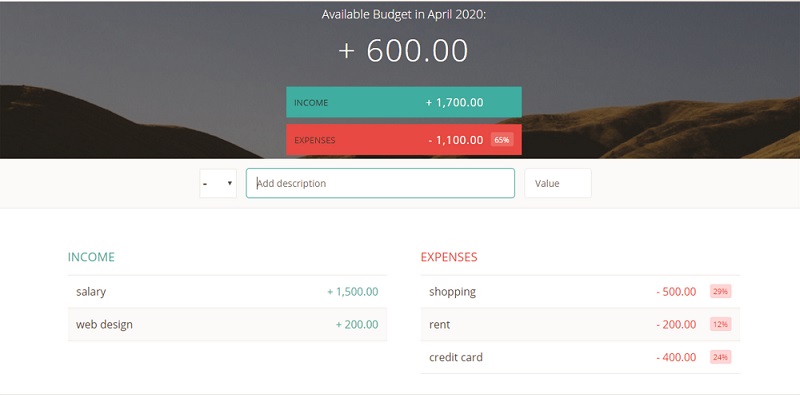 Available Budget in April 2020:
+ 600.00
INCOME + 1,700.00
EXPENSES - 1,100.00 65%
- Add description Value
INCOME
salary + 1,500.00
web design + 200.00
EXPENSES
shopping - 500.00 29%
rent - 200.00 12%
credit card - 400.00 24%